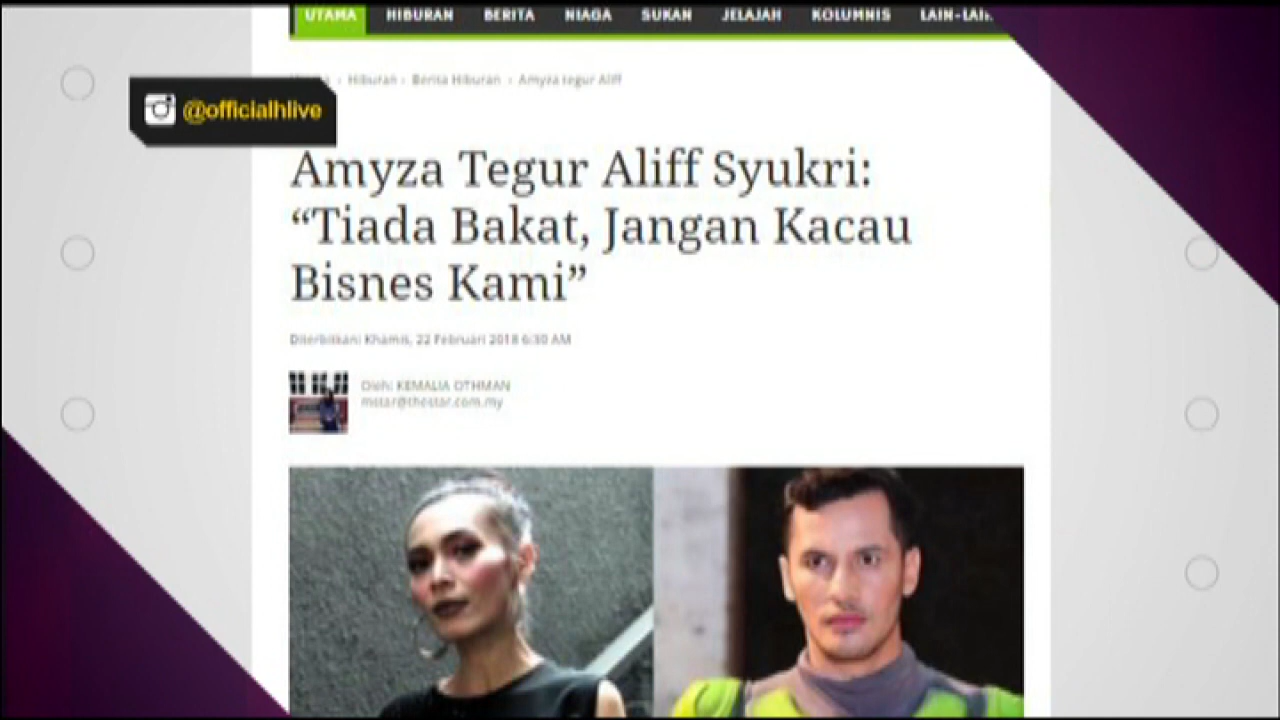 UTAMA HIBURAN BERITA NIAGA SUKAN JELAJAH KOLUMNIS LAIN-LAIN
Hiburan › Berita Hiburan › Amyza tegur Aliff
@officialhlive
Amyza Tegur Aliff Syukri:
“Tiada Bakat, Jangan Kacau
Bisnes Kami”
Diterbitkan: Khamis, 22 Februari 2018 6:30 AM
Oleh: KEMALIA OTHMAN
mstar@thestar.com.my